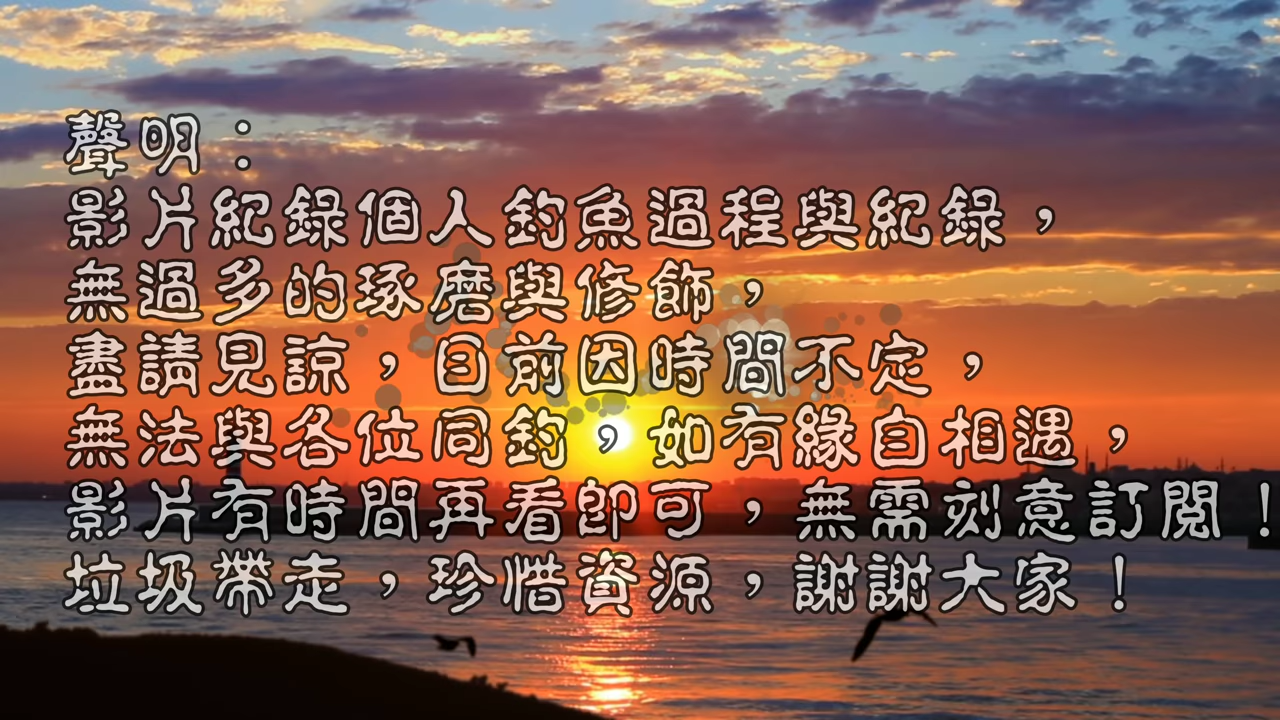 聲明：
影片紀錄個人釣魚過程與紀錄，
無過多的琢磨與修飾，
盡請見諒，目前因時間不定，
無法與各位同釣，如有緣自相遇，
影片有時間再看即可，無需刻意訂閱！
垃圾帶走，珍惜資源，謝謝大家！